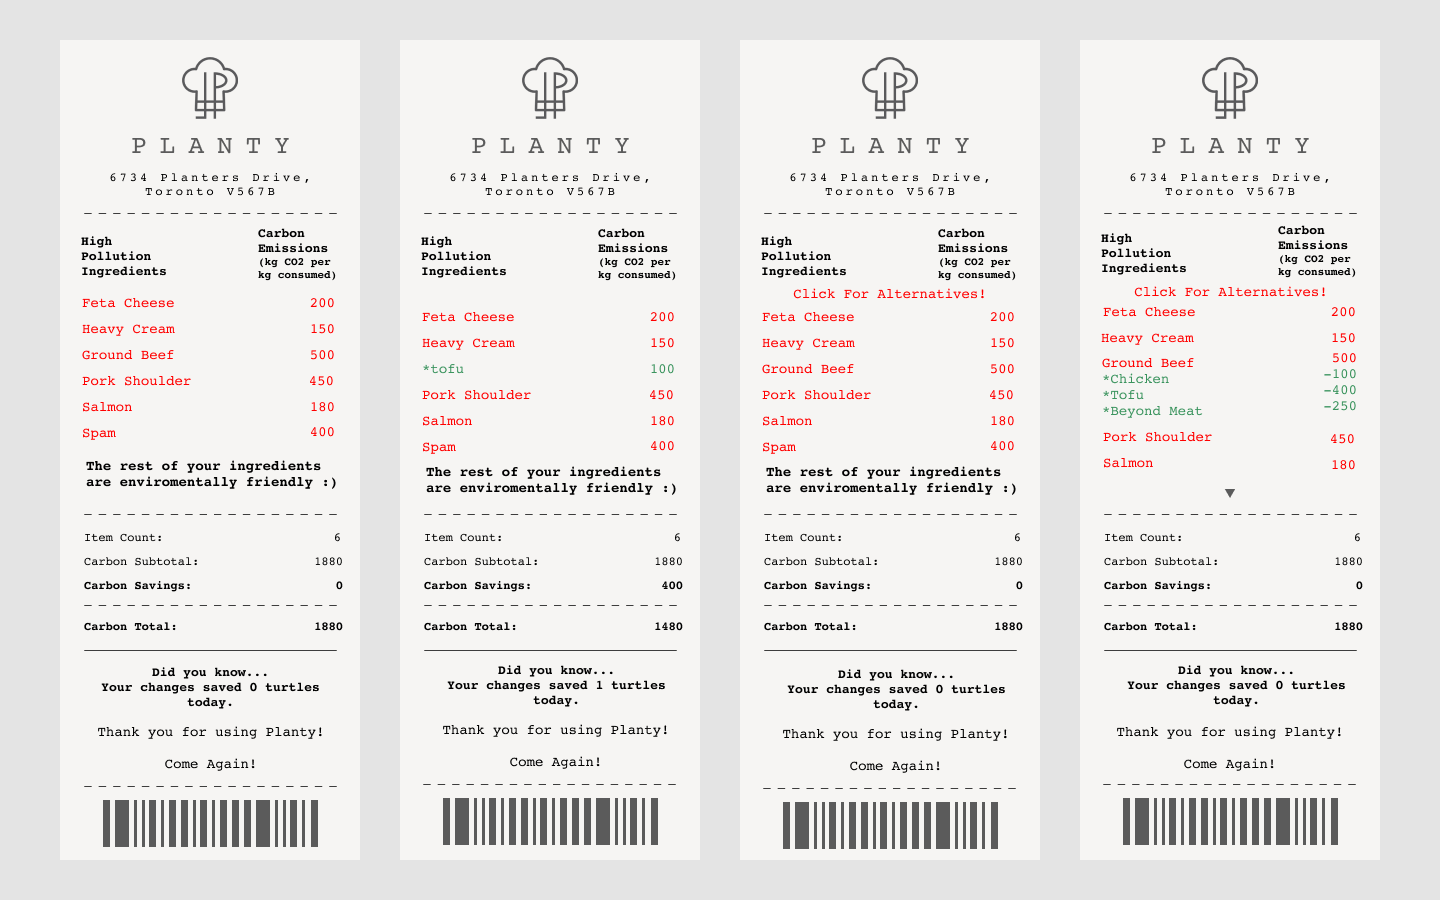 PLANTY
6734 Planters Drive,
Toronto V567B
High
Pollution
Ingredients
Carbon
Emissions
(kg CO2 per
kg consumed)
Feta Cheese 200
Heavy Cream 150
Ground Beef 500
Pork Shoulder 450
Salmon 180
Spam 400
The rest of your ingredients
are enviromentally friendly :)
Item Count: 6
Carbon Subtotal: 1880
Carbon Savings: 0
Carbon Total: 1880
Did you know...
Your changes saved 0 turtles
today.
Thank you for using Planty!
Come Again!
PLANTY
6734 Planters Drive,
Toronto V567B
High
Pollution
Ingredients
Carbon
Emissions
(kg CO2 per
kg consumed)
Feta Cheese 200
Heavy Cream 150
*tofu 100
Pork Shoulder 450
Salmon 180
Spam 400
The rest of your ingredients
are enviromentally friendly :)
Item Count: 6
Carbon Subtotal: 1880
Carbon Savings: 400
Carbon Total: 1480
Did you know...
Your changes saved 1 turtles
today.
Thank you for using Planty!
Come Again!
PLANTY
6734 Planters Drive,
Toronto V567B
High
Pollution
Ingredients
Carbon
Emissions
(kg CO2 per
kg consumed)
Click For Alternatives!
Feta Cheese 200
Heavy Cream 150
Ground Beef 500
Pork Shoulder 450
Salmon 180
Spam 400
The rest of your ingredients
are enviromentally friendly :)
Item Count: 6
Carbon Subtotal: 1880
Carbon Savings: 0
Carbon Total: 1880
Did you know...
Your changes saved 0 turtles
today.
Thank you for using Planty!
Come Again!
PLANTY
6734 Planters Drive,
Toronto V567B
High
Pollution
Ingredients
Carbon
Emissions
(kg CO2 per
kg consumed)
Click For Alternatives!
Feta Cheese 200
Heavy Cream 150
Ground Beef 500
*Chicken -100
*Tofu -400
*Beyond Meat -250
Pork Shoulder 450
Salmon 180
Item Count: 6
Carbon Subtotal: 1880
Carbon Savings: 0
Carbon Total: 1880
Did you know...
Your changes saved 0 turtles
today.
Thank you for using Planty!
Come Again!